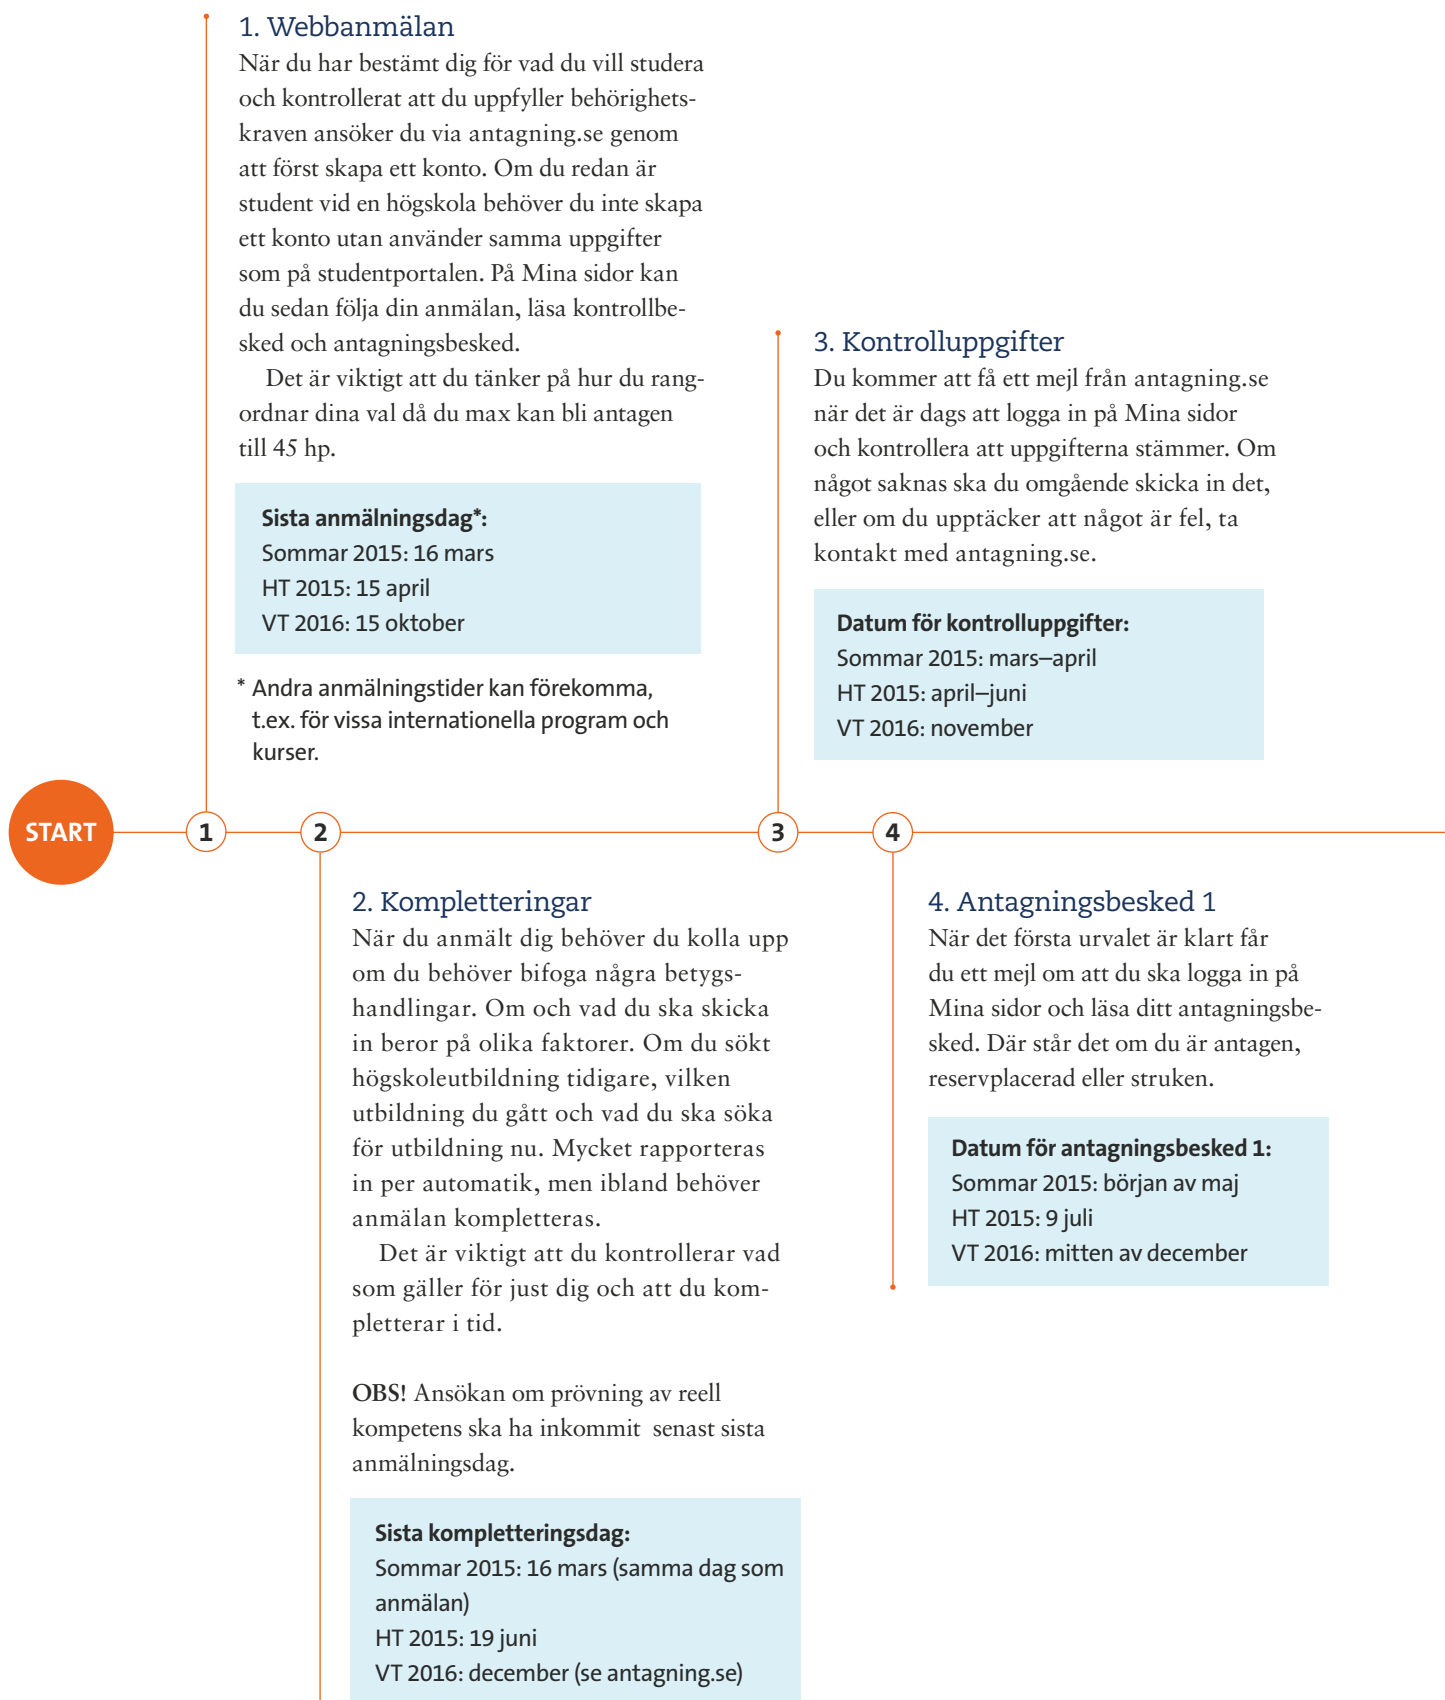 1. Webbanmälan
När du har bestämt dig för vad du vill studera
och kontrollerat att du uppfyller behörighets-
kraven ansöker du via antagning.se genom
att först skapa ett konto. Om du redan är
student vid en högskola behöver du inte skapa
ett konto utan använder samma uppgifter
som på studentportalen. På Mina sidor kan
du sedan följa din anmälan, läsa kontrollbe-
sked och antagningsbesked.
Det är viktigt att du tänker på hur du rang-
ordnar dina val då du max kan bli antagen
till 45 hp.
Sista anmälningsdag*:
Sommar 2015: 16 mars
HT 2015: 15 april
VT 2016: 15 oktober
* Andra anmälningstider kan förekomma,
t.ex. för vissa internationella program och
kurser.
3. Kontrolluppgifter
Du kommer att få ett mejl från antagning.se
när det är dags att logga in på Mina sidor
och kontrollera att uppgifterna stämmer. Om
något saknas ska du omgående skicka in det,
eller om du upptäcker att något är fel, ta
kontakt med antagning.se.
Datum för kontrolluppgifter:
Sommar 2015: mars–april
HT 2015: april–juni
VT 2016: november
START
1
2
3
4
2. Kompletteringar
När du anmält dig behöver du kolla upp
om du behöver bifoga några betygs-
handlingar. Om och vad du ska skicka
in beror på olika faktorer. Om du sökt
högskoleutbildning tidigare, vilken
utbildning du gått och vad du ska söka
för utbildning nu. Mycket rapporteras
in per automatik, men ibland behöver
anmälan kompletteras.
Det är viktigt att du kontrollerar vad
som gäller för just dig och att du kom-
pletterar i tid.
OBS! Ansökan om prövning av reell
kompetens ska ha inkommit senast sista
anmälningsdag.
Sista kompletteringsdag:
Sommar 2015: 16 mars (samma dag som
anmälan)
HT 2015: 19 juni
VT 2016: december (se antagning.se)
4. Antagningsbesked 1
När det första urvalet är klart får
du ett mejl om att du ska logga in på
Mina sidor och läsa ditt antagningsbe-
sked. Där står det om du är antagen,
reservplacerad eller struken.
Datum för antagningsbesked 1:
Sommar 2015: början av maj
HT 2015: 9 juli
VT 2016: mitten av december